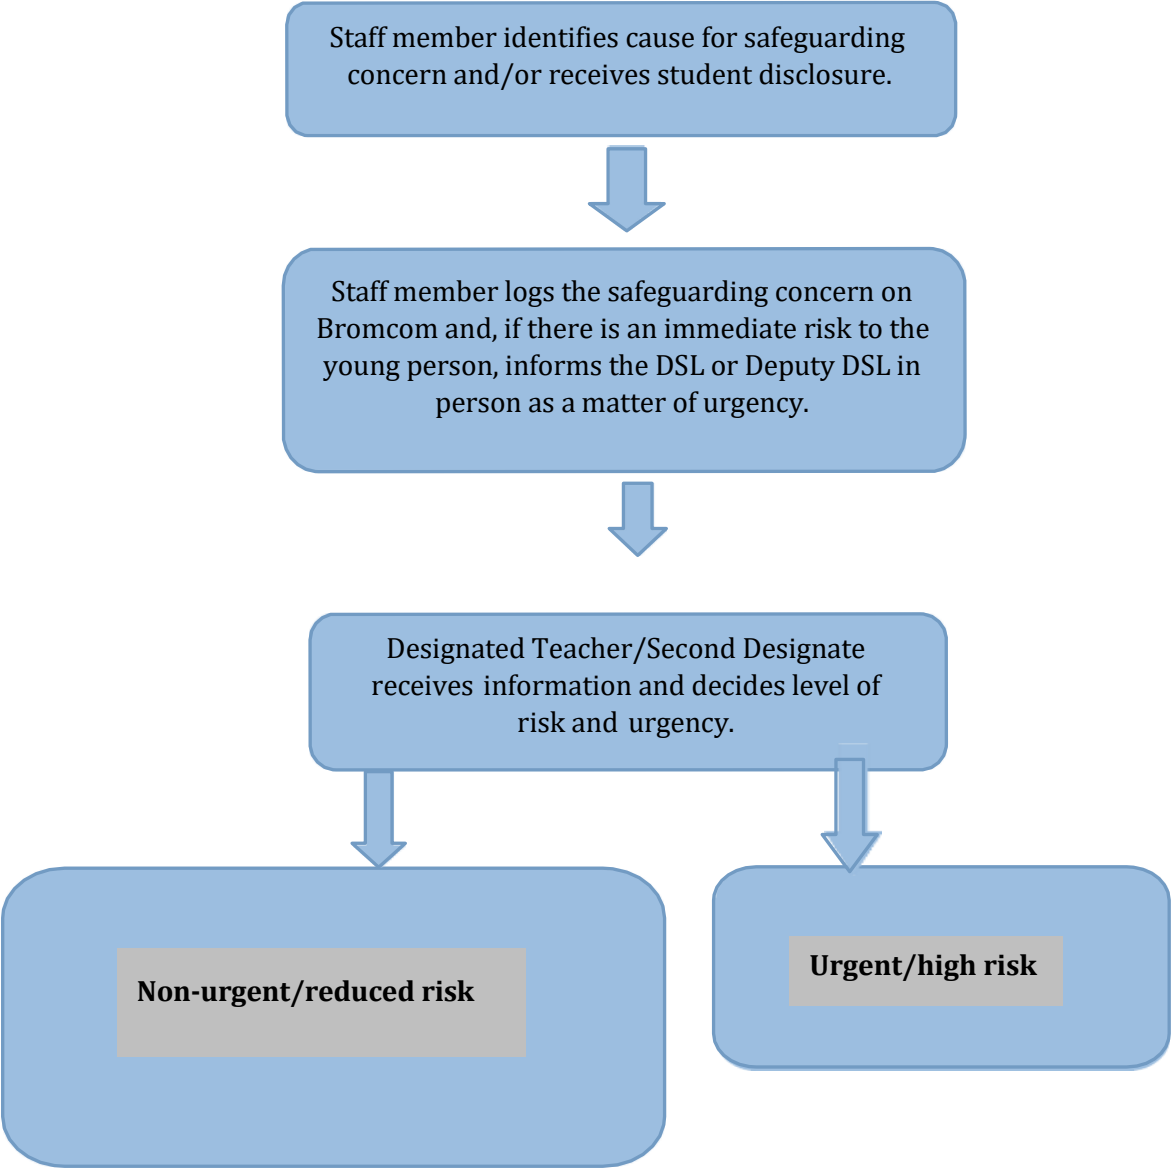 Staff member identifies cause for safeguarding
concern and/or receives student disclosure.
Staff member logs the safeguarding concern on
Bromcom and, if there is an immediate risk to the
young person, informs the DSL or Deputy DSL in
person as a matter of urgency.
Designated Teacher/Second Designate
receives information and decides level of
risk and urgency.
Non-urgent/reduced risk
Urgent/high risk